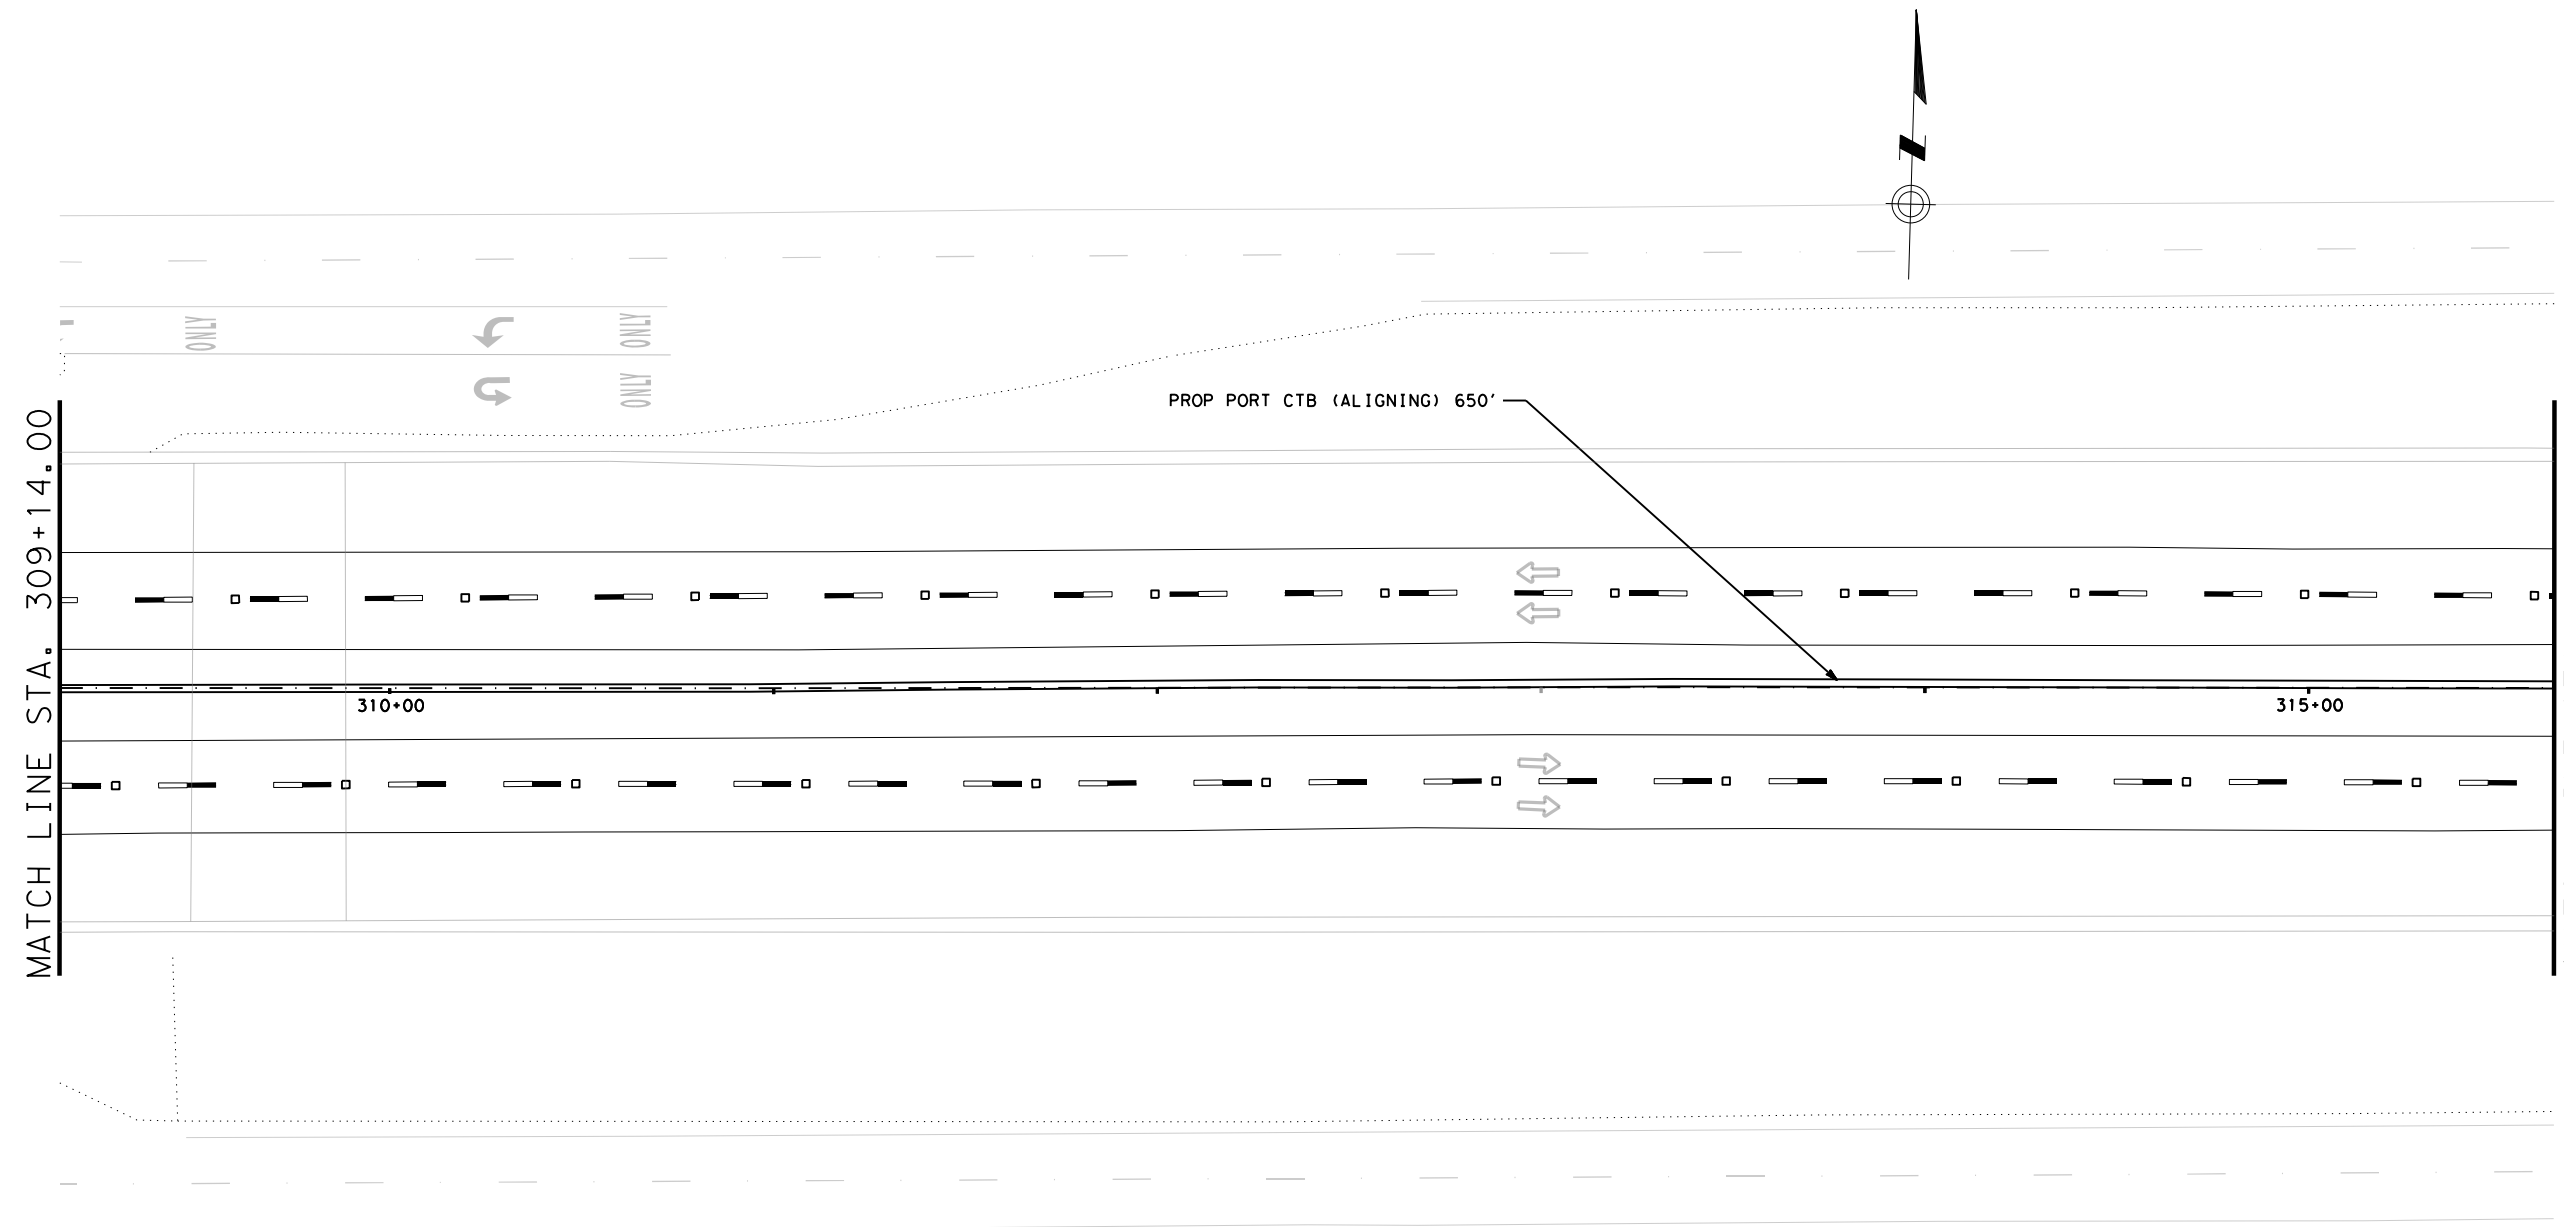 N
ONLY
ONLY
ONLY
PROP PORT CTB (ALIGNING) 650'
MATCH LINE STA. 309+14.00
310+00
315+00